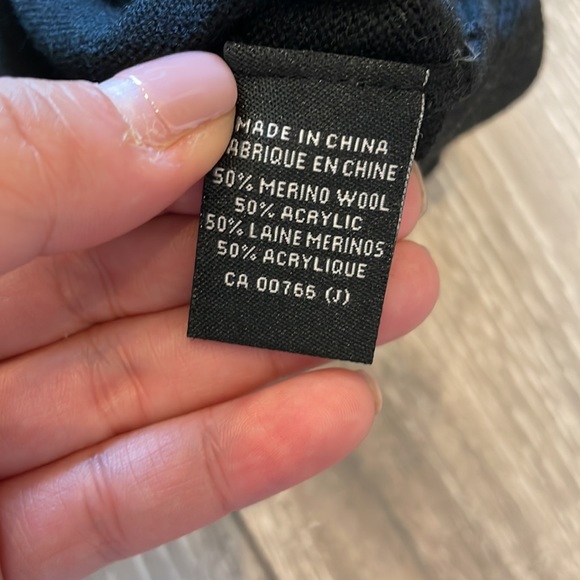 MADE IN CHINA
ABRIQUE EN CHINE
50% MERINO WOOL
50% ACRYLIC
50% LAINE MERINOS
50% ACRYLIQUE
CA 00766 (J)